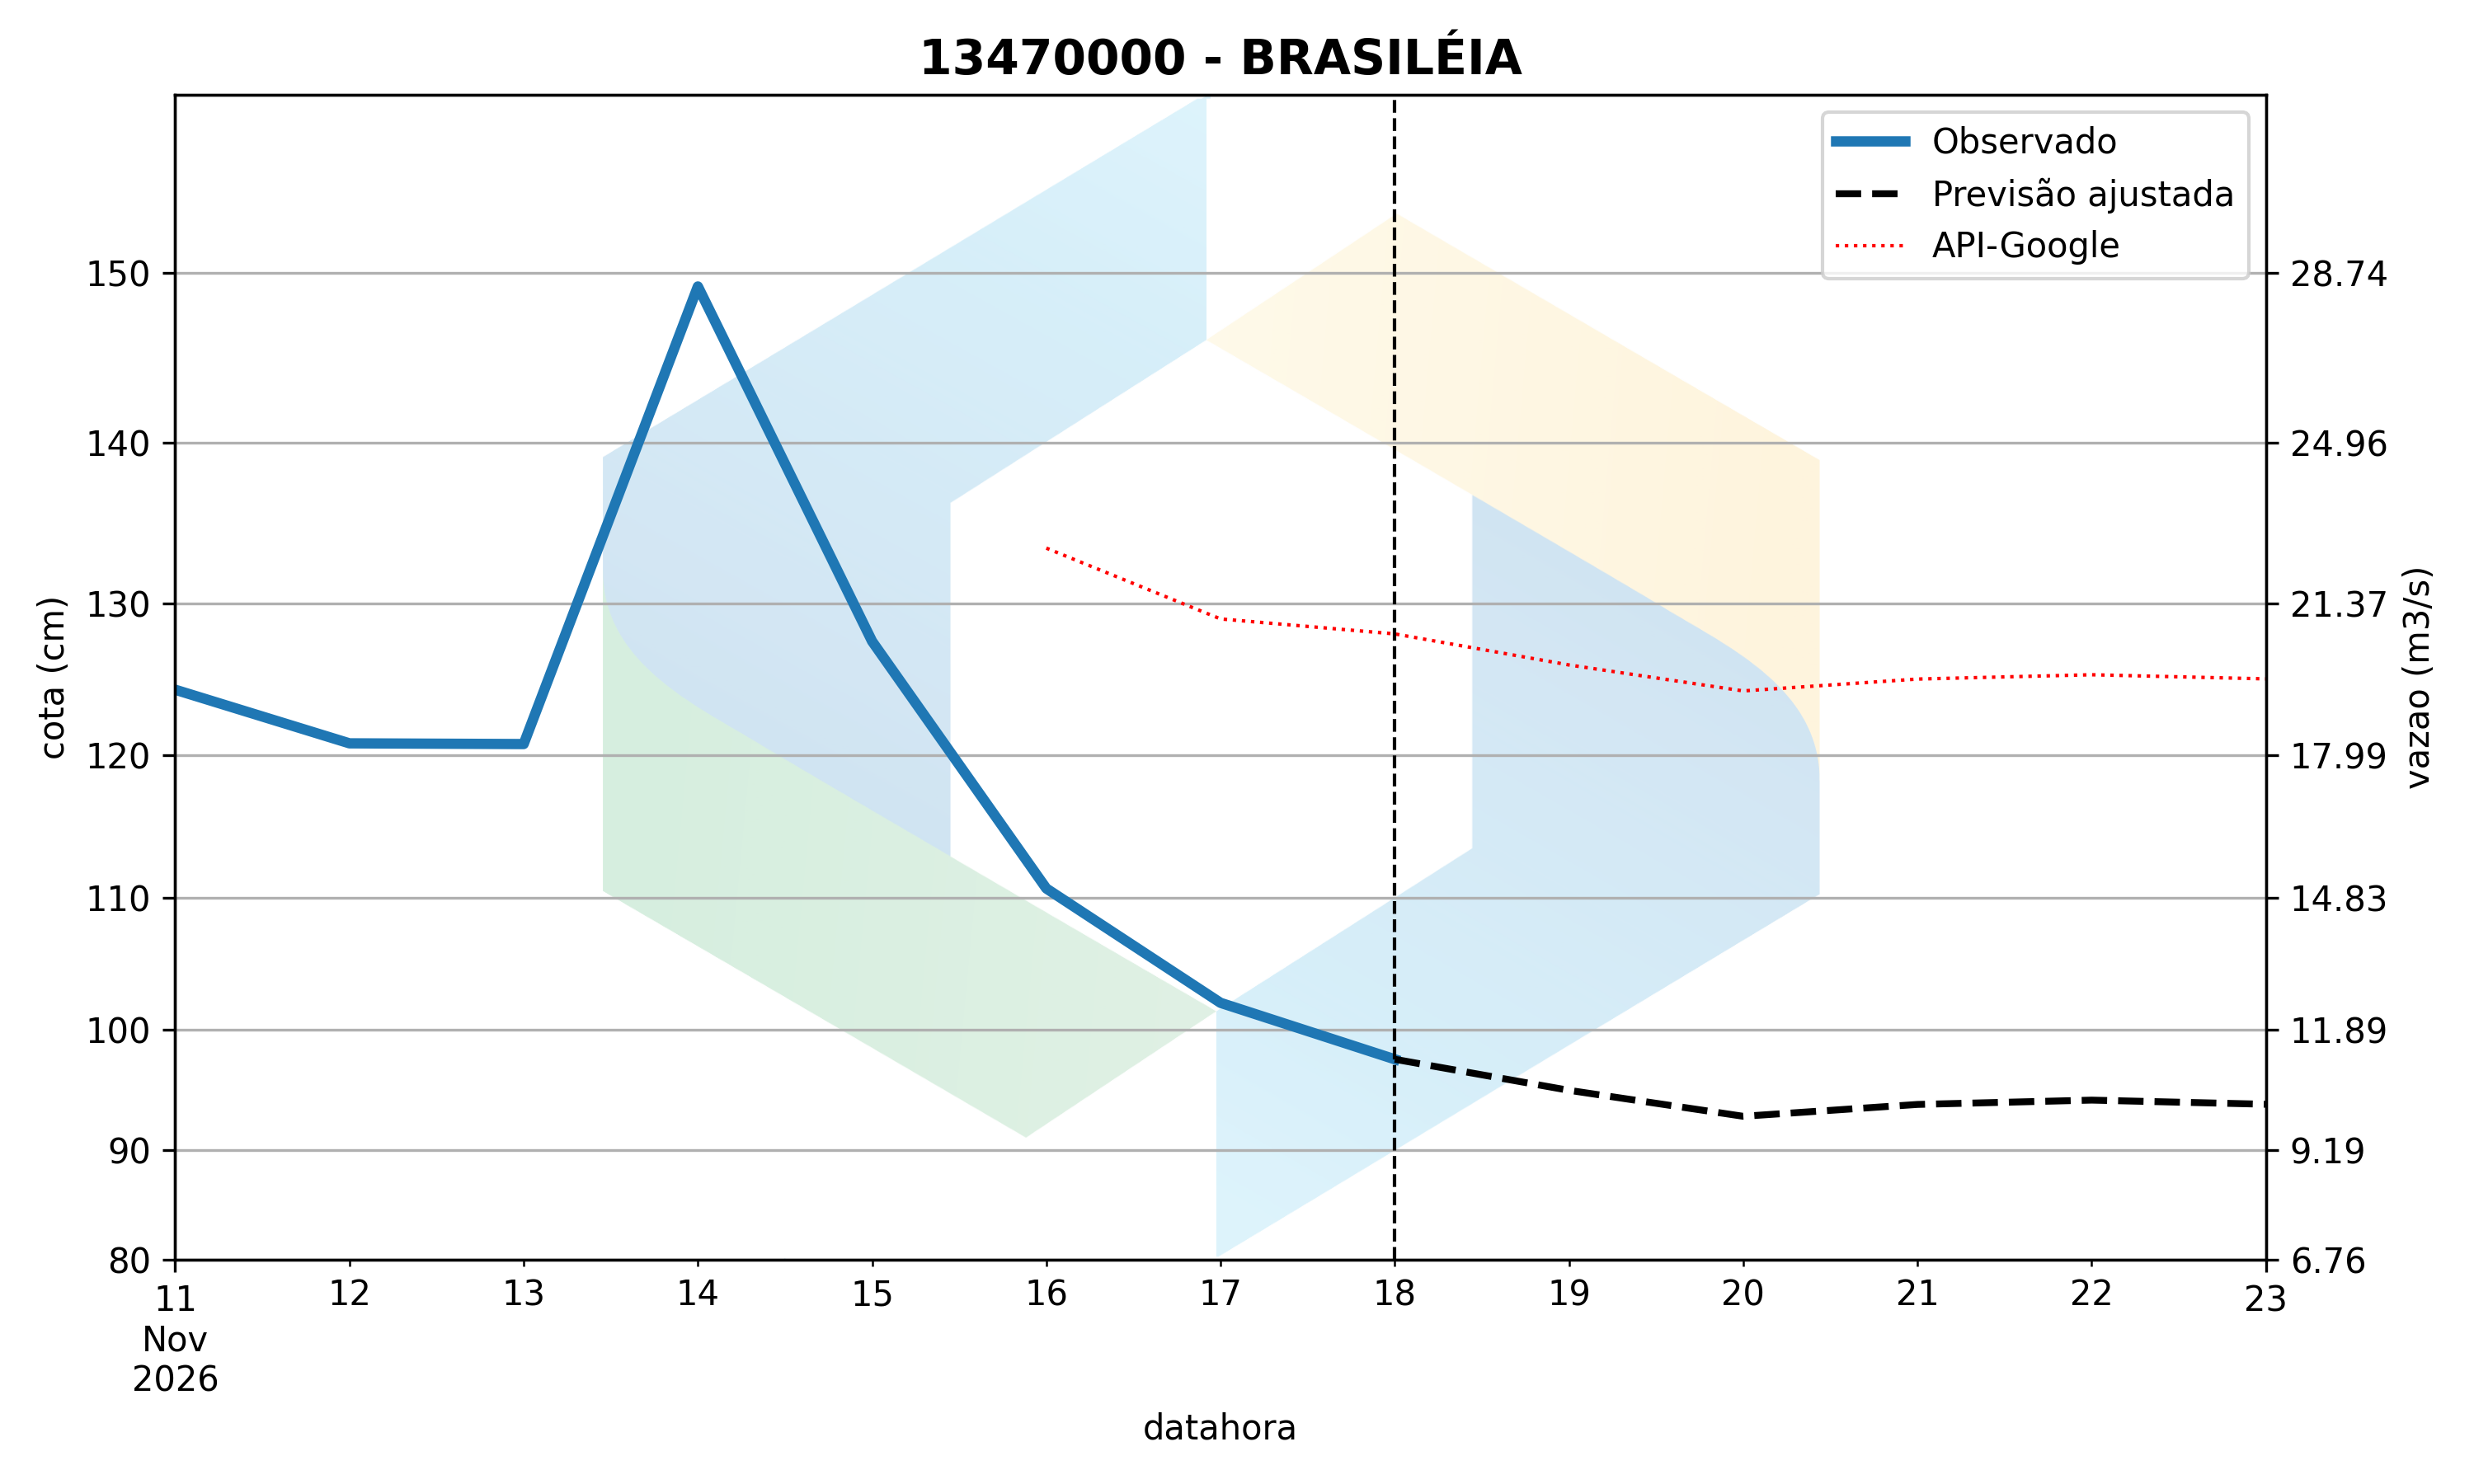 13470000 - BRASILÉIA
Observado
Previsão ajustada
API-Google
cota (cm)
150
140
130
120
110
100
90
80
28.74
24.96
21.37
17.99
14.83
11.89
9.19
6.76
vazao (m3/s)
11 12 13 14 15 16 17 18 19 20 21 22 23
Nov
2026
datahora